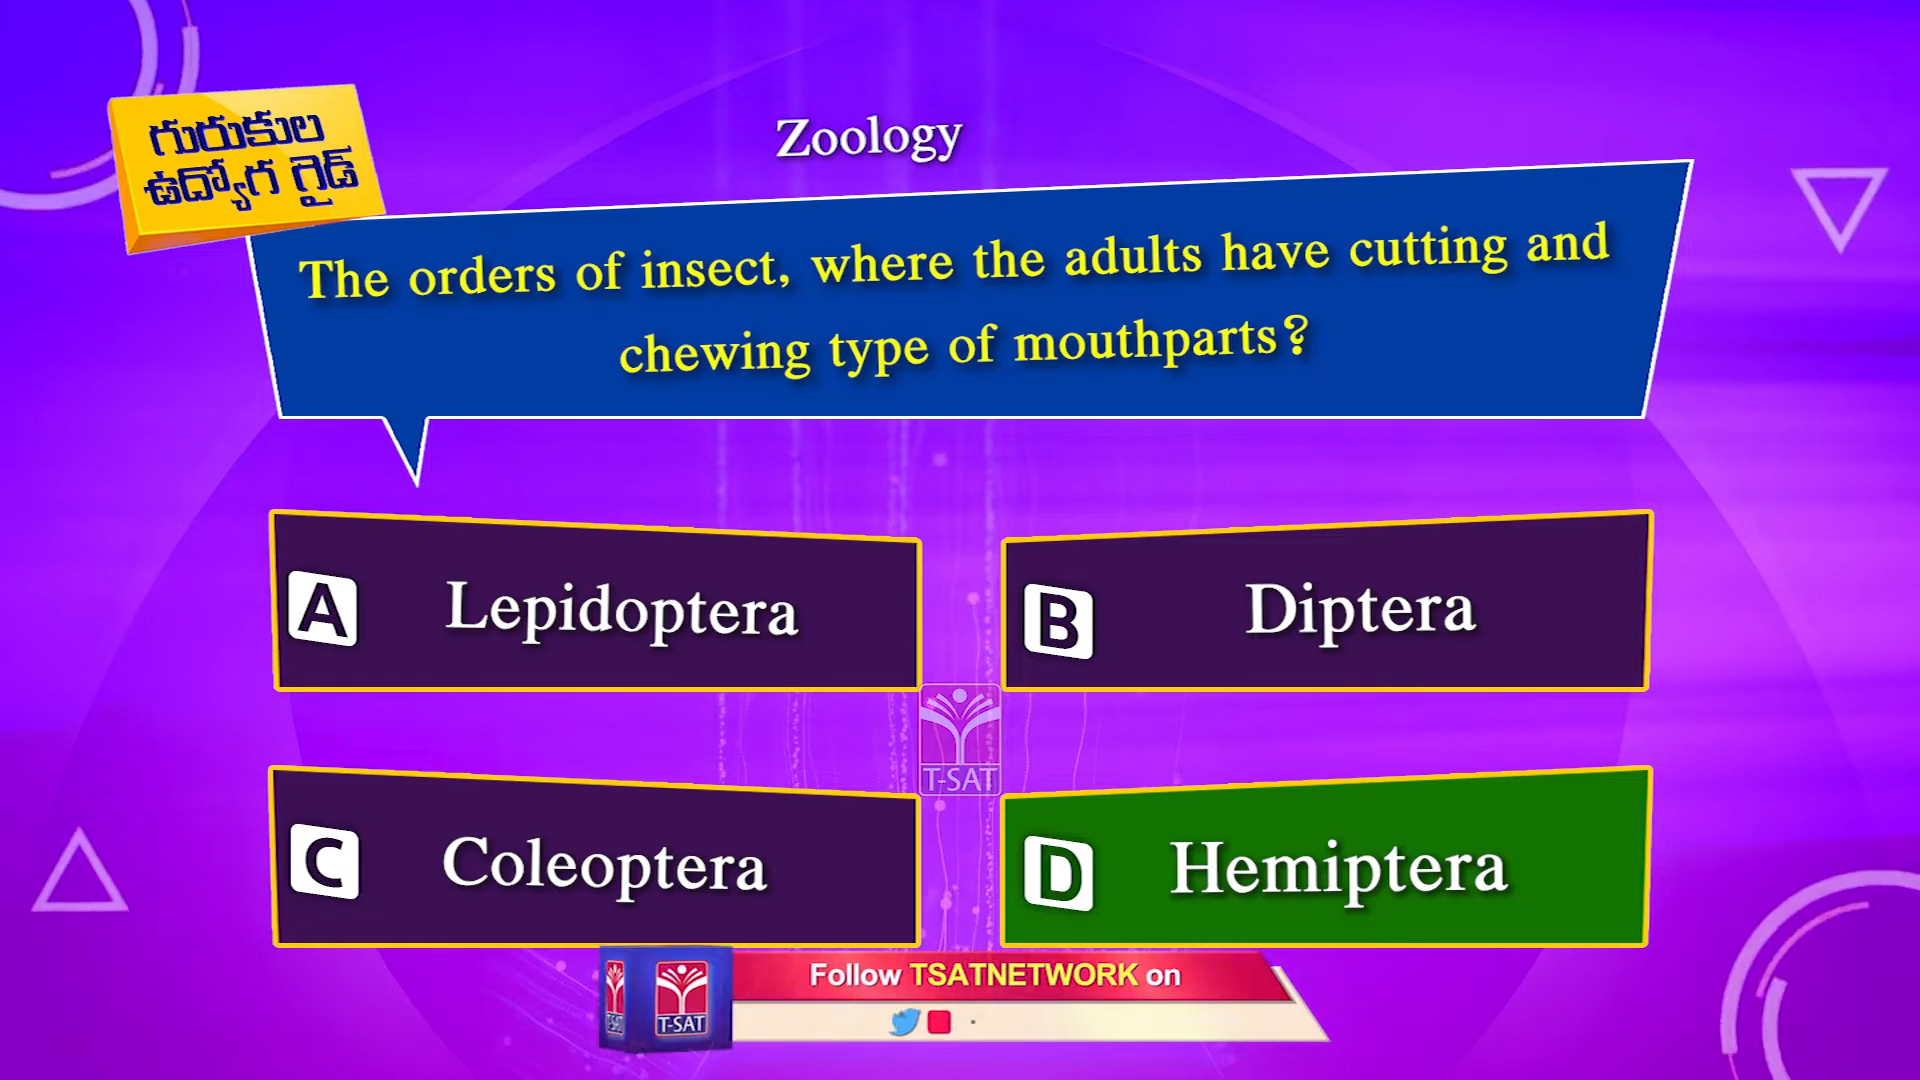 గురుకుల
ఉద్యోగ గైడ్
Zoology
The orders of insect, where the adults have cutting and
chewing type of mouthparts?
A Lepidoptera
B Diptera
T-SAT
C Coleoptera
D Hemiptera
T-SAT T-SAT
Follow TSATNETWORK on